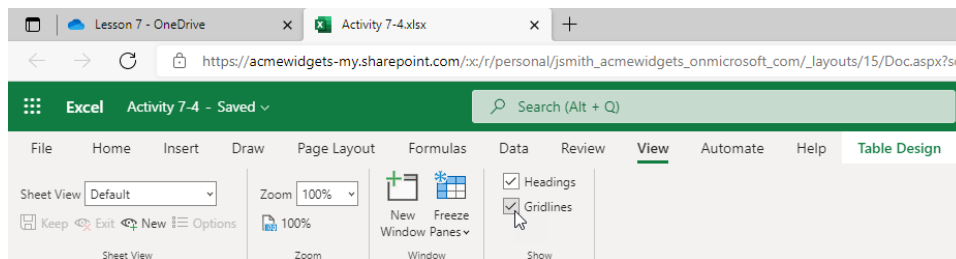 Lesson 7 - OneDrive
Activity 7-4.xlsx
https://acmewidgets-my.sharepoint.com/:x:/r/personal/jsmith_acmewidgets_onmicrosoft_com/_layouts/15/Doc.aspx?s
Excel Activity 7-4 - Saved
Search (Alt + Q)
File Home Insert Draw Page Layout Formulas Data Review View Automate Help Table Design
Sheet View Default
Keep Exit New Options
Sheet View
Zoom 100%
100%
Zoom
New Window
Freeze Panes
Window
Headings
Gridlines
Show